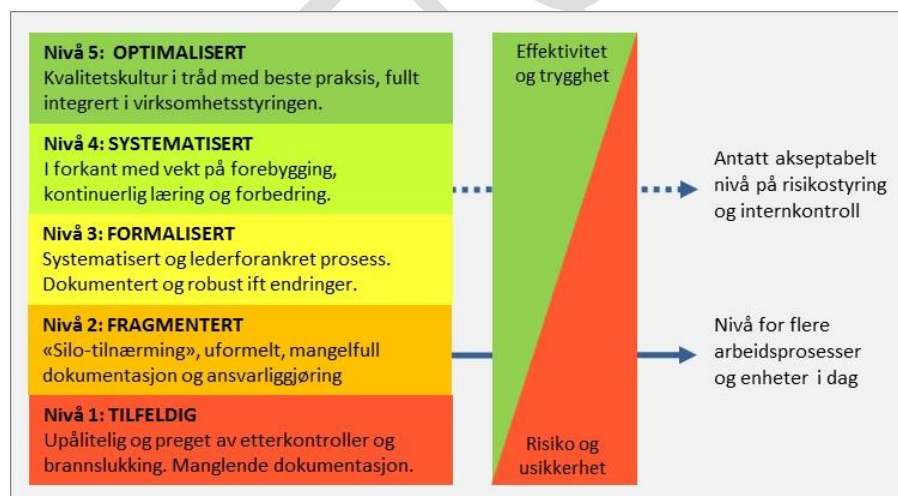 Nivå 5: OPTIMALISERT
Kvalitetskultur i tråd med beste praksis, fullt
integrert i virksomhetsstyringen.
Nivå 4: SYSTEMATISERT
I forkant med vekt på forebygging,
kontinuerlig læring og forbedring.
Nivå 3: FORMALISERT
Systematisert og lederforankret prosess.
Dokumentert og robust ift endringer.
Nivå 2: FRAGMENTERT
«Silo-tilnærming», uformelt, mangelfull
dokumentasjon og ansvarliggjøring
Nivå 1: TILFELDIG
Upålitelig og preget av etterkontroller og
brannslukking. Manglende dokumentasjon.
Effektivitet
og trygghet
Risiko og
usikkerhet
Antatt akseptabelt
nivå på risikostyring
og internkontroll
Nivå for flere
arbeidsprosesser
og enheter i dag